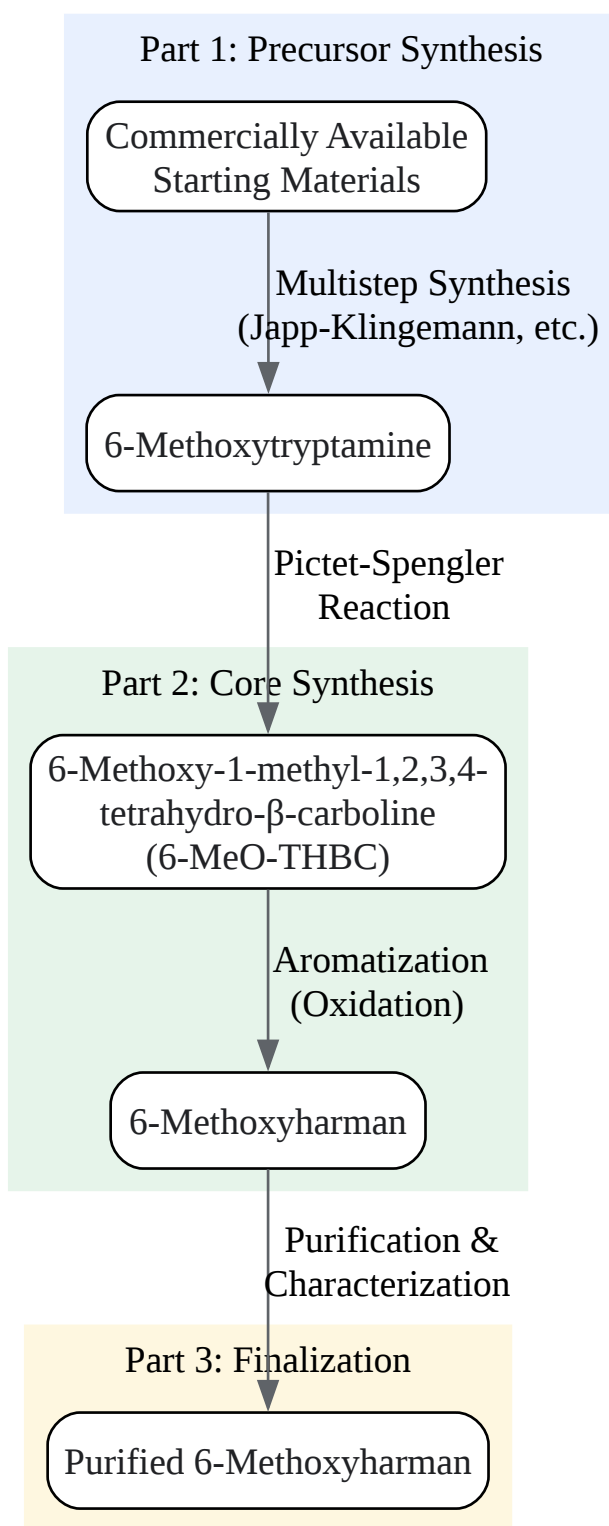 Part 1: Precursor Synthesis
Commercially Available
Starting Materials
Multistep Synthesis
(Japp-Klingemann, etc.)
6-Methoxytryptamine
Pictet-Spengler
Reaction
Part 2: Core Synthesis
6-Methoxy-1-methyl-1,2,3,4-
tetrahydro-β-carboline
(6-MeO-THBC)
Aromatization
(Oxidation)
6-Methoxyharman
Purification &
Characterization
Part 3: Finalization
Purified 6-Methoxyharman